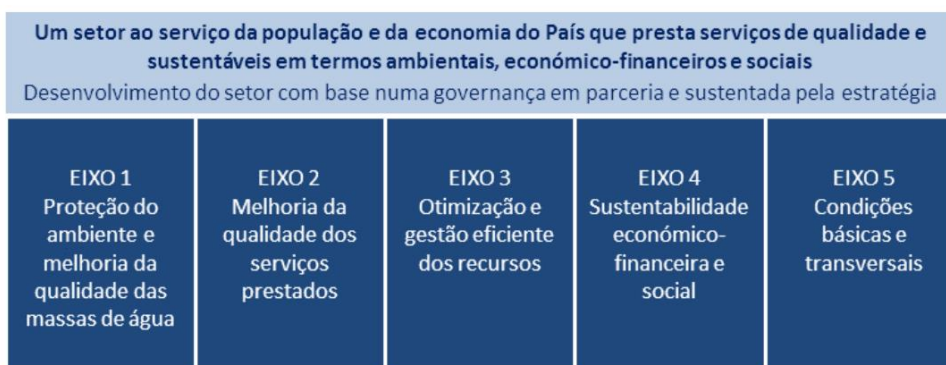 Um setor ao serviço da população e da economia do País que presta serviços de qualidade e
sustentáveis em termos ambientais, económico-financeiros e sociais
Desenvolvimento do setor com base numa governança em parceria e sustentada pela estratégia
EIXO 1
Proteção do
ambiente e
melhoria da
qualidade das
massas de água
EIXO 2
Melhoria da
qualidade dos
serviços
prestados
EIXO 3
Otimização e
gestão eficiente
dos recursos
EIXO 4
Sustentabilidade
económico-
financeira e
social
EIXO 5
Condições
básicas e
transversais